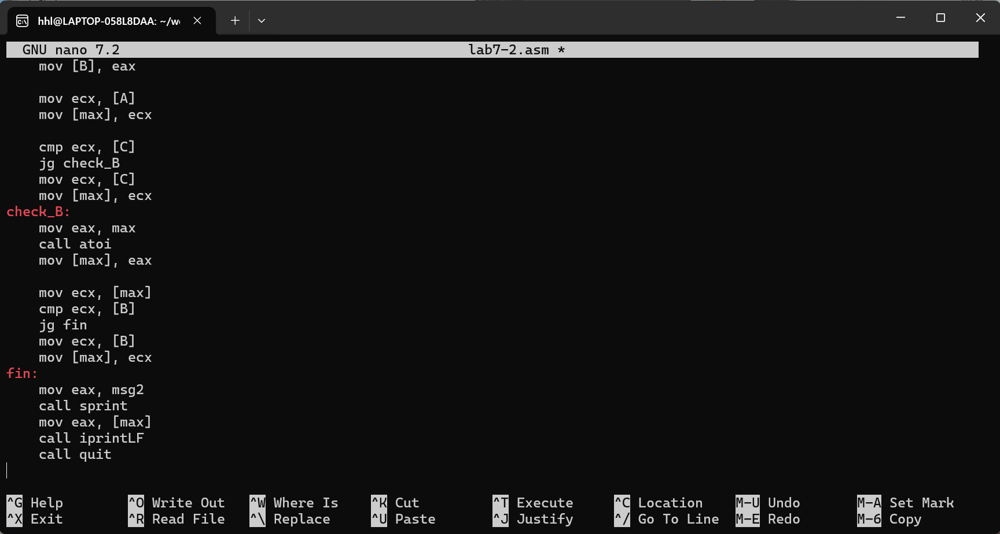 hhl@LAPTOP-058L8DAA: ~/w
GNU nano 7.2 lab7-2.asm *
mov [B], eax
mov ecx, [A]
mov [max], ecx
cmp ecx, [C]
jg check_B
mov ecx, [C]
mov [max], ecx
check_B:
mov eax, max
call atoi
mov [max], eax
mov ecx, [max]
cmp ecx, [B]
jg fin
mov ecx, [B]
mov [max], ecx
fin:
mov eax, msg2
call sprint
mov eax, [max]
call iprintLF
call quit
^G Help ^O Write Out ^W Where Is ^K Cut ^T Execute ^C Location M-U Undo M-A Set Mark
^X Exit ^R Read File ^\ Replace ^U Paste ^J Justify ^/ Go To Line M-E Redo M-6 Copy